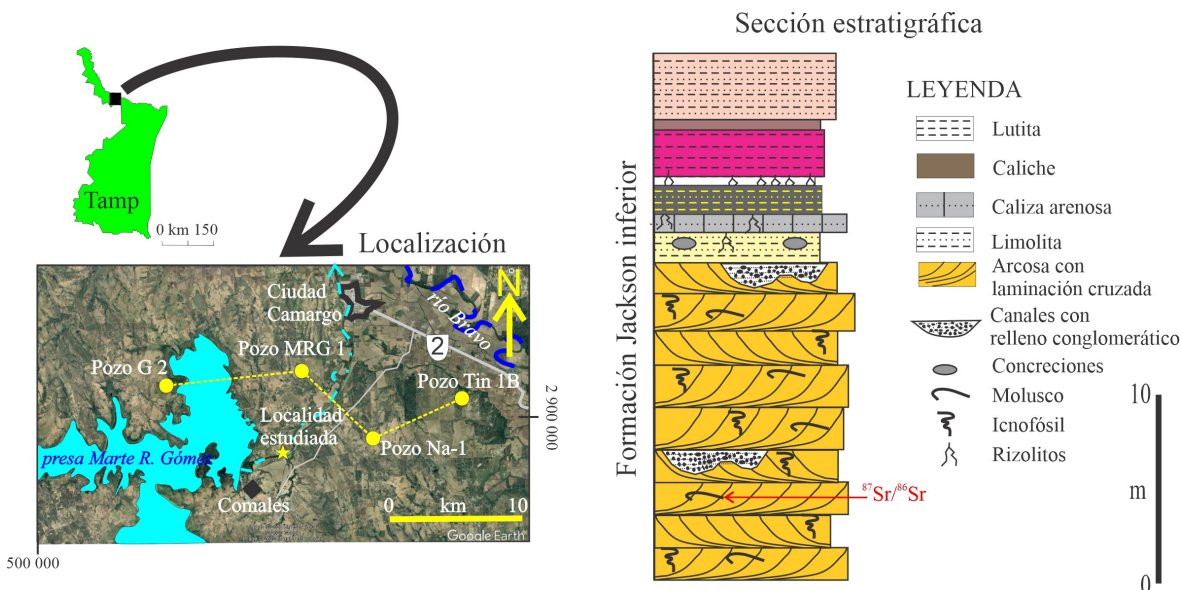 Tamp
0 km 150
Localización
Ciudad
Camargo
río Bravo
N
2
Pozo MRG 1
Pozo G 2
Pozo Tin 1B
Localidad
estudiada
Pozo Na-1
presa Marte R. Gómez
Comales
km
0 10
Google Earth
500 000
2 900 000
Sección estratigráfica
Formación Jackson inferior
⁸⁷Sr/⁸⁶Sr
LEYENDA
Lutita
Caliche
Caliza arenosa
Limolita
Arcosa con
laminación cruzada
Canales con
relleno conglomerático
Concreciones
Molusco
Icnofósil
Rizolitos
10
m
0